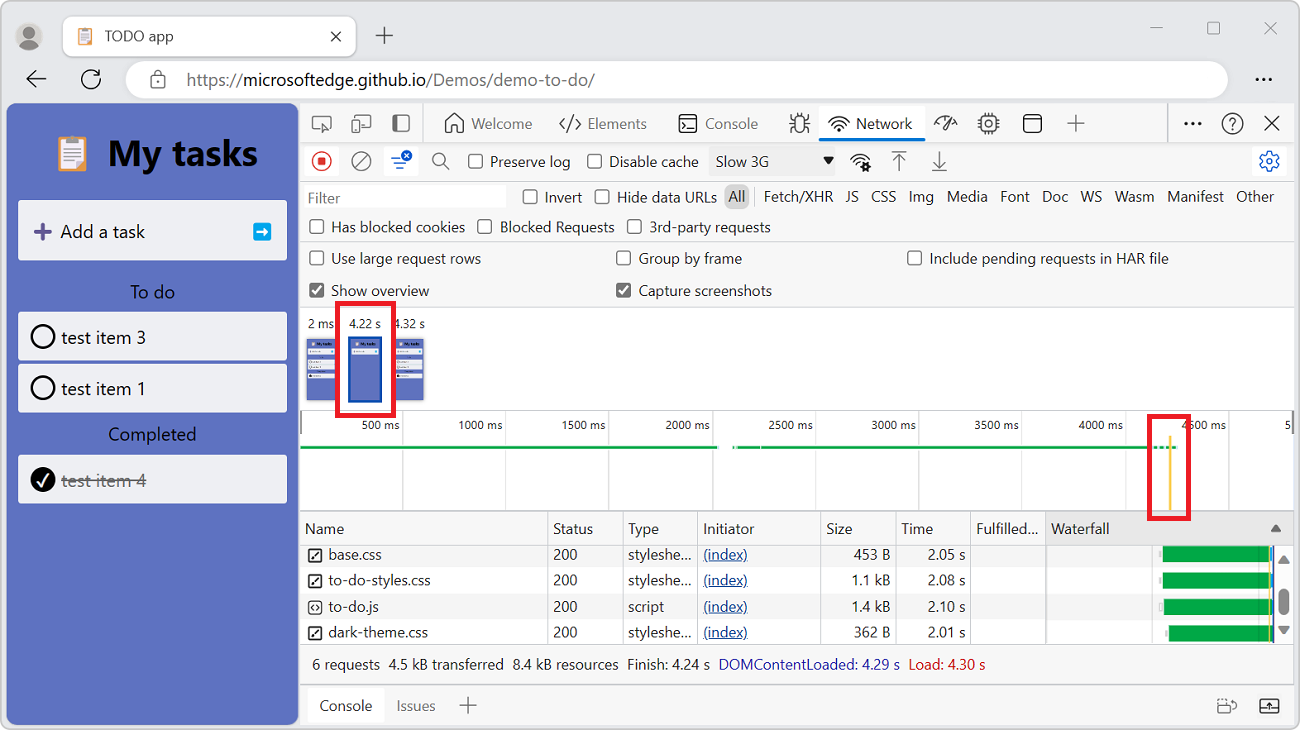 TODO app
https://microsoftedge.github.io/Demos/demo-to-do/
My tasks
Add a task
To do
test item 3
test item 1
Completed
test item 4
Welcome Elements Console Network
Preserve log Disable cache Slow 3G
Filter Invert Hide data URLs All Fetch/XHR JS CSS Img Media Font Doc WS Wasm Manifest Other
Has blocked cookies Blocked Requests 3rd-party requests
Use large request rows Group by frame Include pending requests in HAR file
Show overview Capture screenshots
2 ms 4.22 s 4.32 s
500 ms 1000 ms 1500 ms 2000 ms 2500 ms 3000 ms 3500 ms 4000 ms 4500 ms 5
Name Status Type Initiator Size Time Fulfilled... Waterfall
base.css 200 styleshe... (index) 453 B 2.05 s
to-do-styles.css 200 styleshe... (index) 1.1 kB 2.08 s
to-do.js 200 script (index) 1.4 kB 2.10 s
dark-theme.css 200 styleshe... (index) 362 B 2.01 s
6 requests 4.5 kB transferred 8.4 kB resources Finish: 4.24 s DOMContentLoaded: 4.29 s Load: 4.30 s
Console Issues